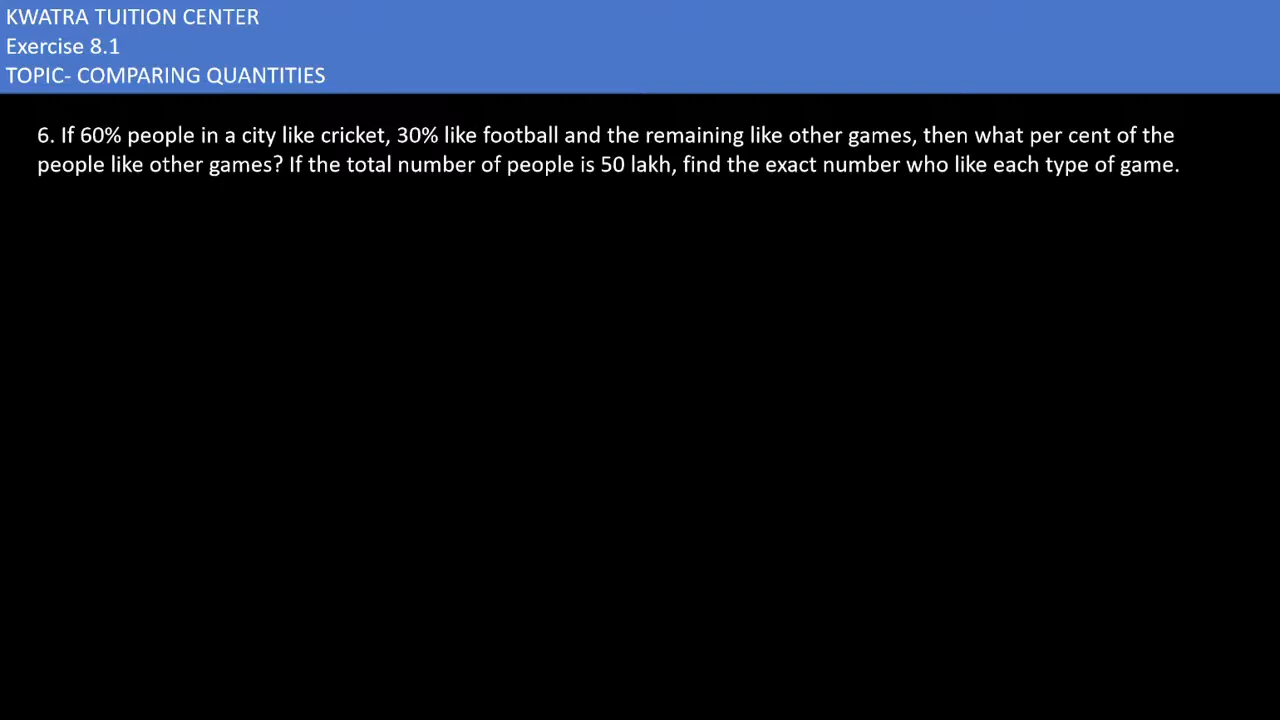 KWATRA TUITION CENTER
Exercise 8.1
TOPIC- COMPARING QUANTITIES
6. If 60% people in a city like cricket, 30% like football and the remaining like other games, then what per cent of the
people like other games? If the total number of people is 50 lakh, find the exact number who like each type of game.